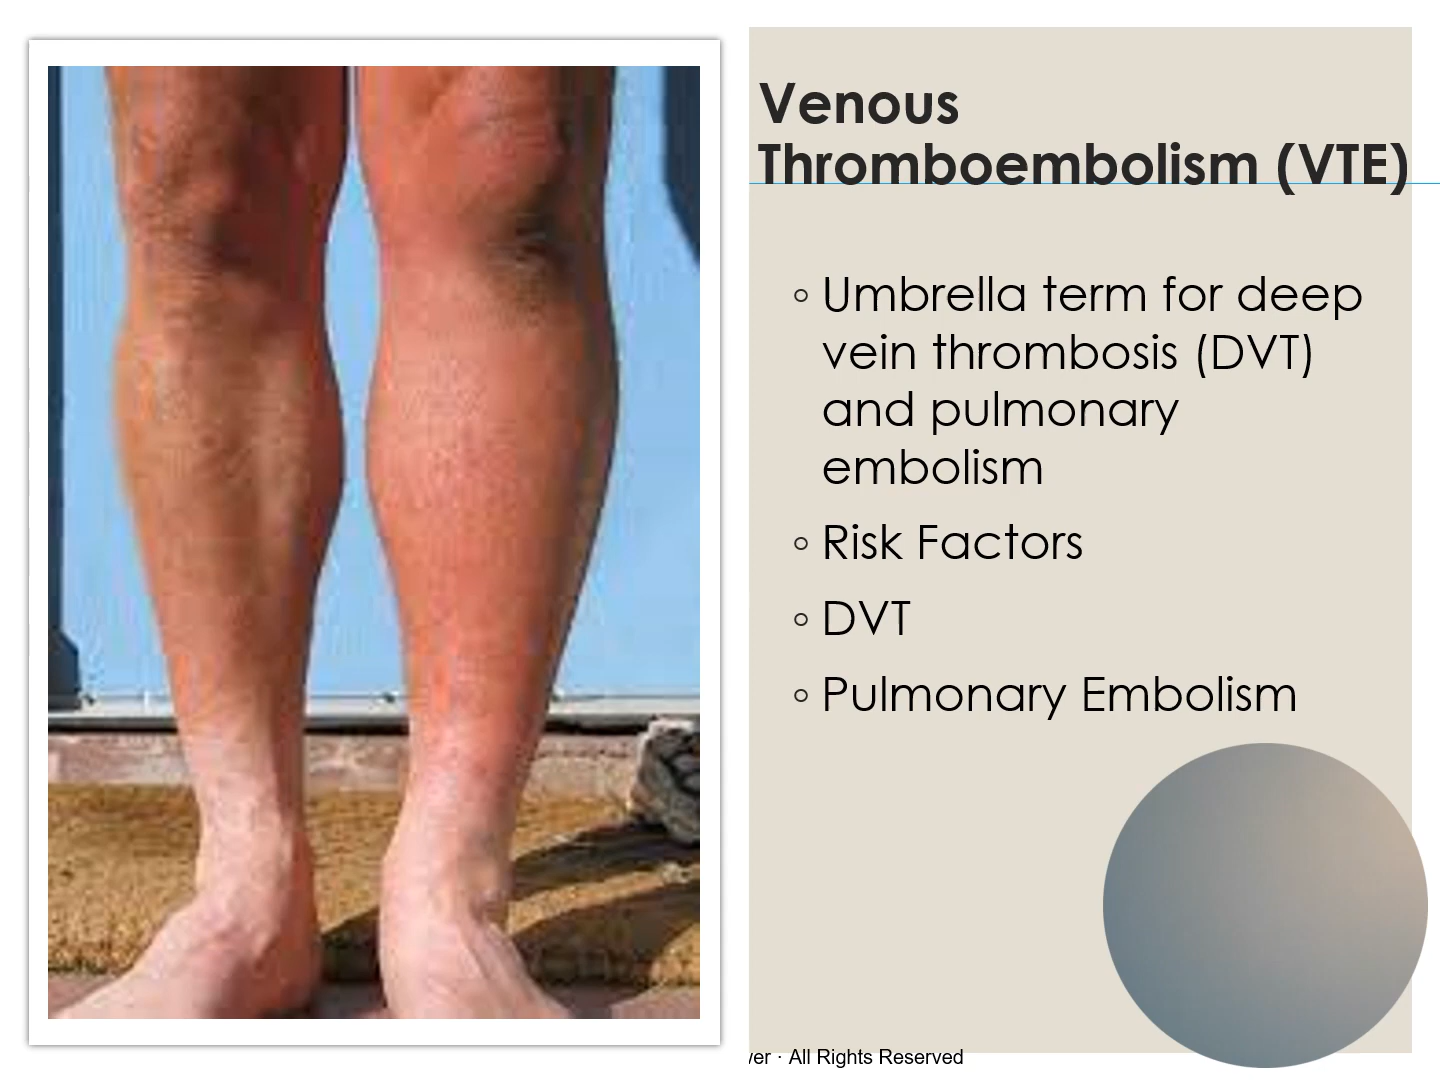 Venous
Thromboembolism (VTE)
◦ Umbrella term for deep
vein thrombosis (DVT)
and pulmonary
embolism
◦ Risk Factors
◦ DVT
◦ Pulmonary Embolism
· All Rights Reserved